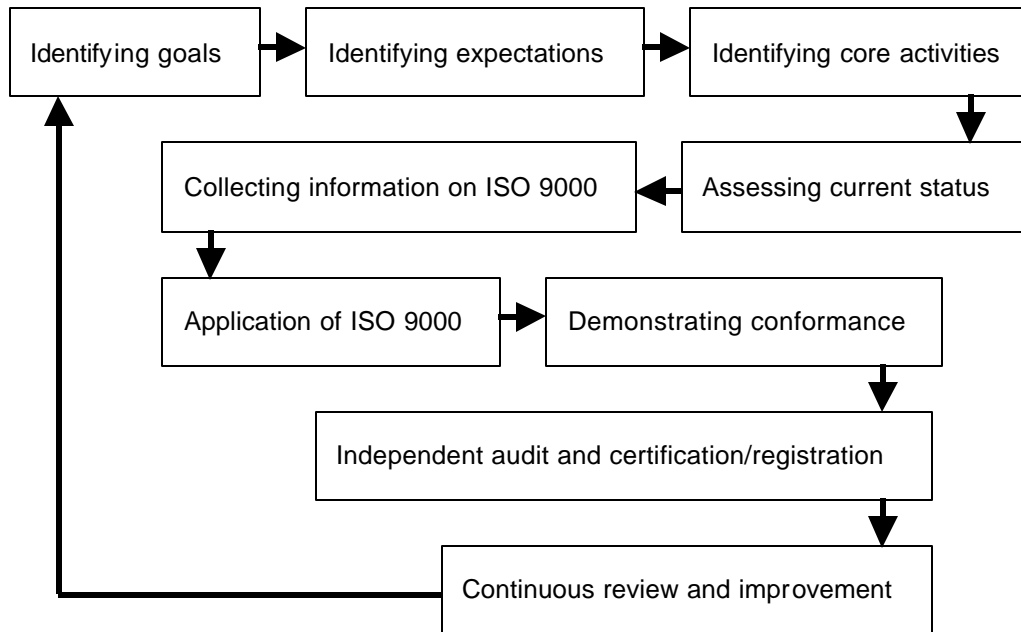 Identifying goals
Identifying expectations
Identifying core activities
Assessing current status
Collecting information on ISO 9000
Application of ISO 9000
Demonstrating conformance
Independent audit and certification/registration
Continuous review and improvement